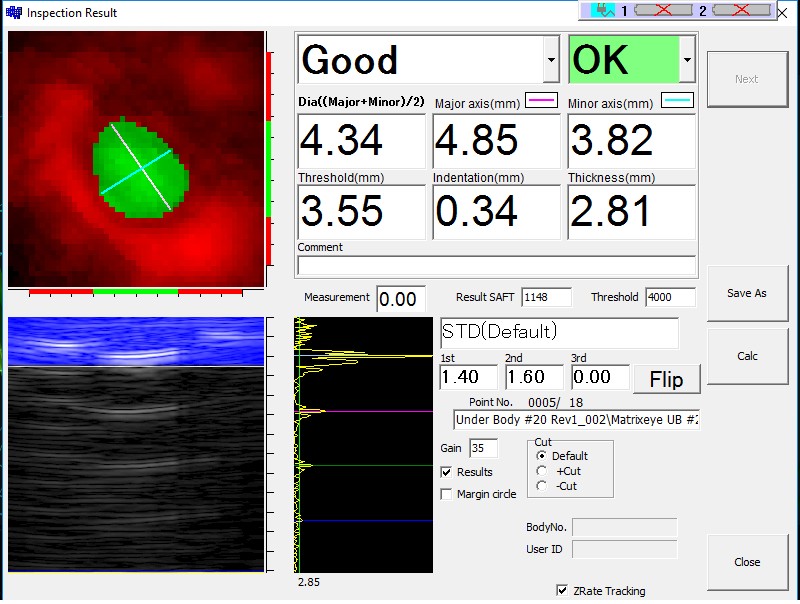 Inspection Result
1 2
Good OK
Next
Dia((Major+Minor)/2) Major axis(mm) Minor axis(mm)
4.34 4.85 3.82
Threshold(mm) Indentation(mm) Thickness(mm)
3.55 0.34 2.81
Comment
Measurement 0.00 Result SAFT 1148 Threshold 4000
Save As
STD(Default)
Calc
1st 2nd 3rd
1.40 1.60 0.00 Flip
Point No. 0005/ 18
Under Body #20 Rev1_002\Matrixeye UB #2
Gain 35
Cut
Default
Results
+Cut
-Cut
Margin circle
BodyNo.
User ID
Close
2.85
ZRate Tracking